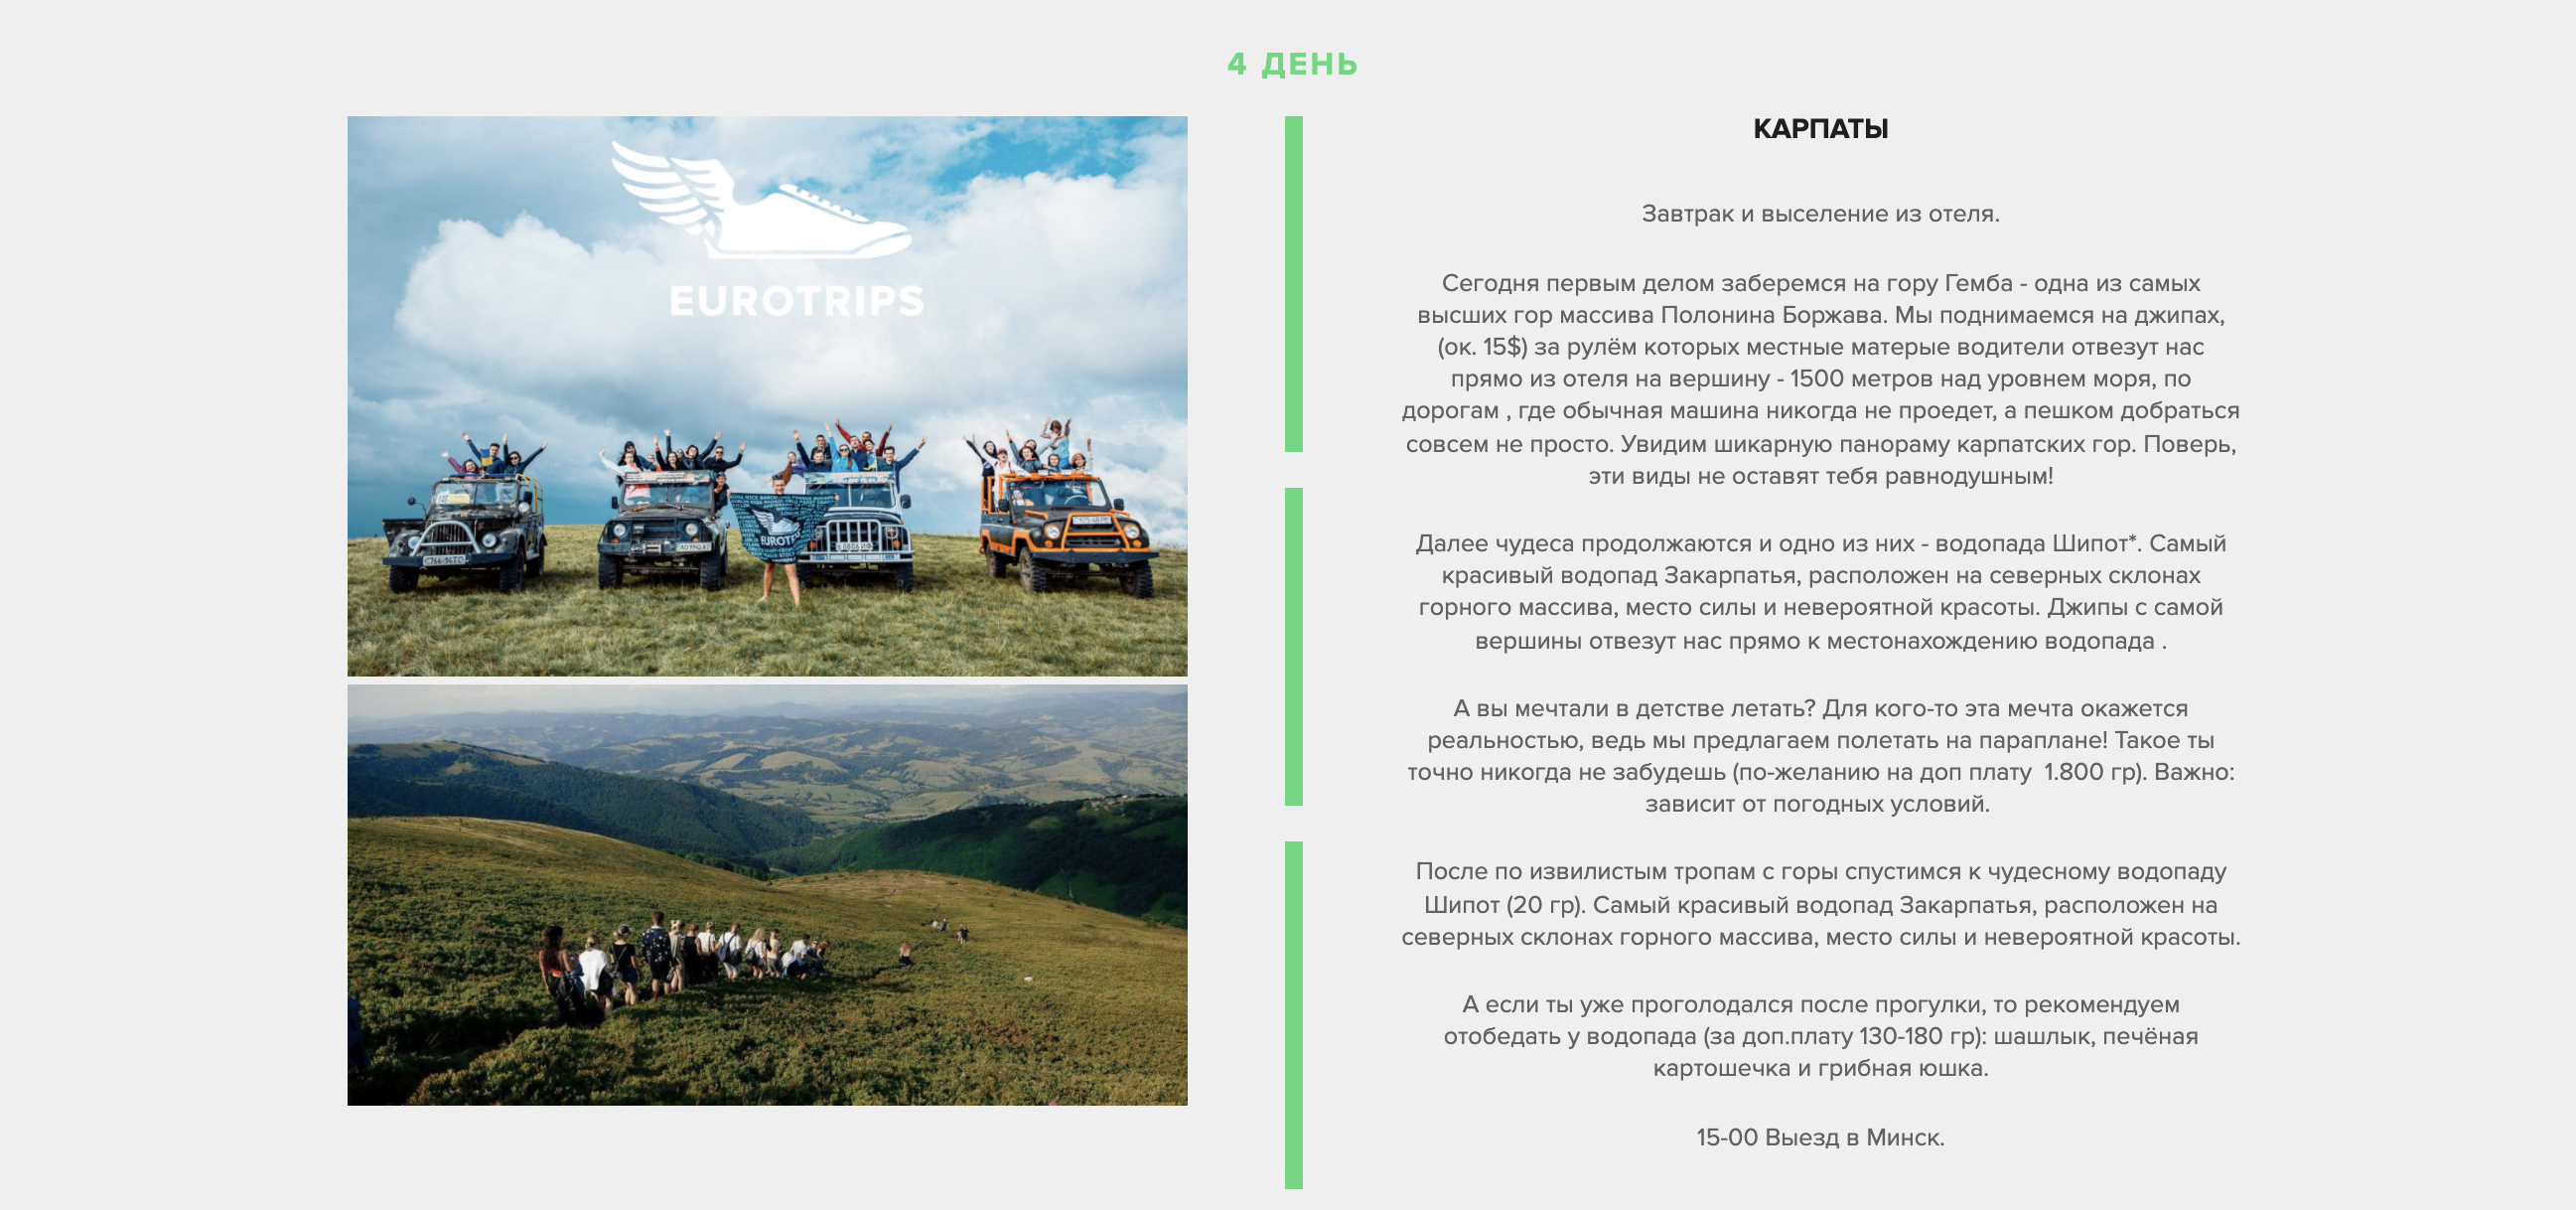 4 ДЕНЬ
EUROTRIPS
КАРПАТЫ
Завтрак и выселение из отеля.
Сегодня первым делом заберемся на гору Гемба - одна из самых
высших гор массива Полонина Боржава. Мы поднимаемся на джипах,
(ок. 15$) за рулём которых местные матерые водители отвезут нас
прямо из отеля на вершину - 1500 метров над уровнем моря, по
дорогам , где обычная машина никогда не проедет, а пешком добраться
совсем не просто. Увидим шикарную панораму карпатских гор. Поверь,
эти виды не оставят тебя равнодушным!
Далее чудеса продолжаются и одно из них - водопада Шипот*. Самый
красивый водопад Закарпатья, расположен на северных склонах
горного массива, место силы и невероятной красоты. Джипы с самой
вершины отвезут нас прямо к местонахождению водопада .
А вы мечтали в детстве летать? Для кого-то эта мечта окажется
реальностью, ведь мы предлагаем полетать на параплане! Такое ты
точно никогда не забудешь (по-желанию на доп плату  1.800 гр). Важно:
зависит от погодных условий.
После по извилистым тропам с горы спустимся к чудесному водопаду
Шипот (20 гр). Самый красивый водопад Закарпатья, расположен на
северных склонах горного массива, место силы и невероятной красоты.
А если ты уже проголодался после прогулки, то рекомендуем
отобедать у водопада (за доп.плату 130-180 гр): шашлык, печёная
картошечка и грибная юшка.
15-00 Выезд в Минск.